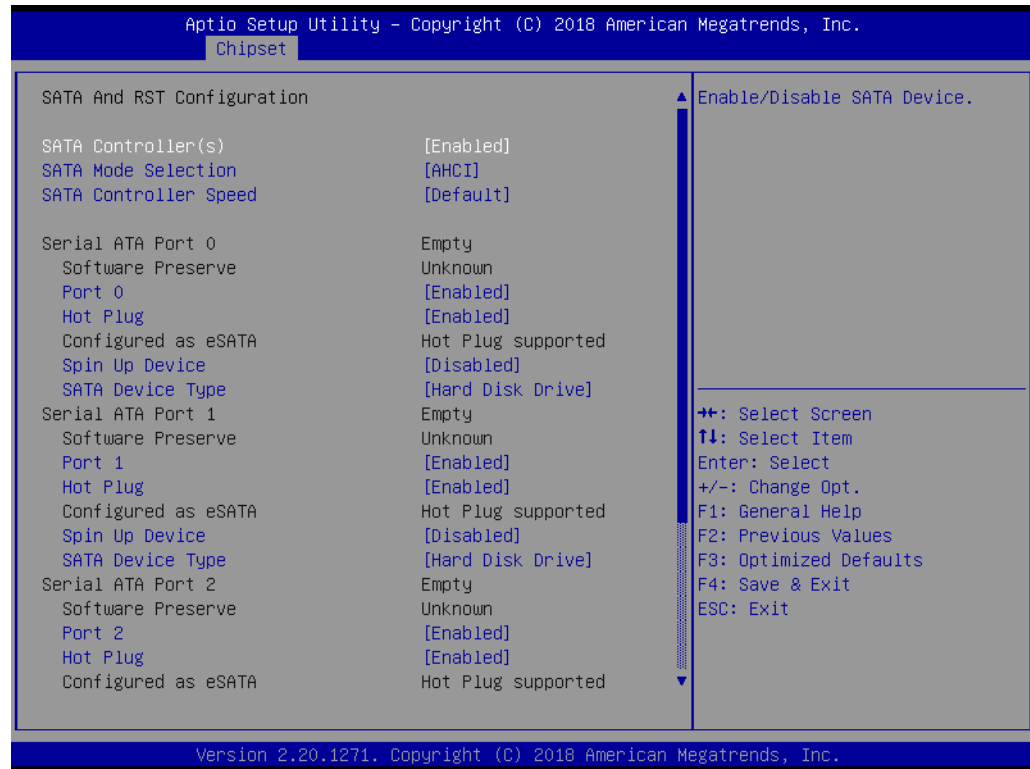 Aptio Setup Utility – Copyright (C) 2018 American Megatrends, Inc.
Chipset
SATA And RST Configuration
SATA Controller(s) [Enabled]
SATA Mode Selection [AHCI]
SATA Controller Speed [Default]
Serial ATA Port 0 Empty
Software Preserve Unknown
Port 0 [Enabled]
Hot Plug [Enabled]
Configured as eSATA Hot Plug supported
Spin Up Device [Disabled]
SATA Device Type [Hard Disk Drive]
Serial ATA Port 1 Empty
Software Preserve Unknown
Port 1 [Enabled]
Hot Plug [Enabled]
Configured as eSATA Hot Plug supported
Spin Up Device [Disabled]
SATA Device Type [Hard Disk Drive]
Serial ATA Port 2 Empty
Software Preserve Unknown
Port 2 [Enabled]
Hot Plug [Enabled]
Configured as eSATA Hot Plug supported
Enable/Disable SATA Device.
→←: Select Screen
↑↓: Select Item
Enter: Select
+/-: Change Opt.
F1: General Help
F2: Previous Values
F3: Optimized Defaults
F4: Save & Exit
ESC: Exit
Version 2.20.1271. Copyright (C) 2018 American Megatrends, Inc.